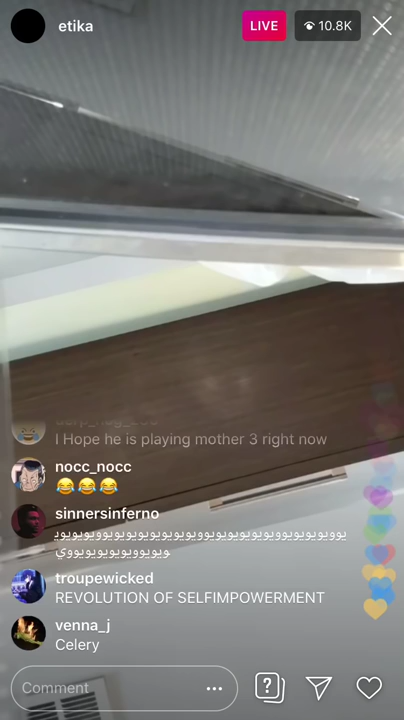 etika
LIVE
10.8K
I Hope he is playing mother 3 right now
nocc_nocc
😂😂😂
sinnersinferno
troupewicked
REVOLUTION OF SELFIMPOWERMENT
venna_j
Celery
Comment